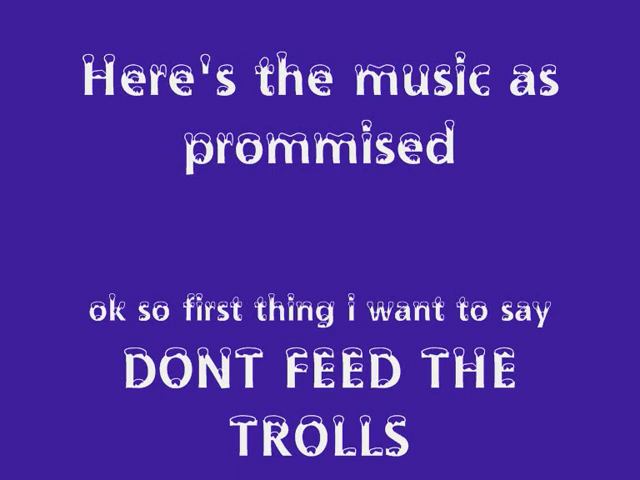 Here's the music as
prommised
ok so first thing i want to say
DONT FEED THE
TROLLS